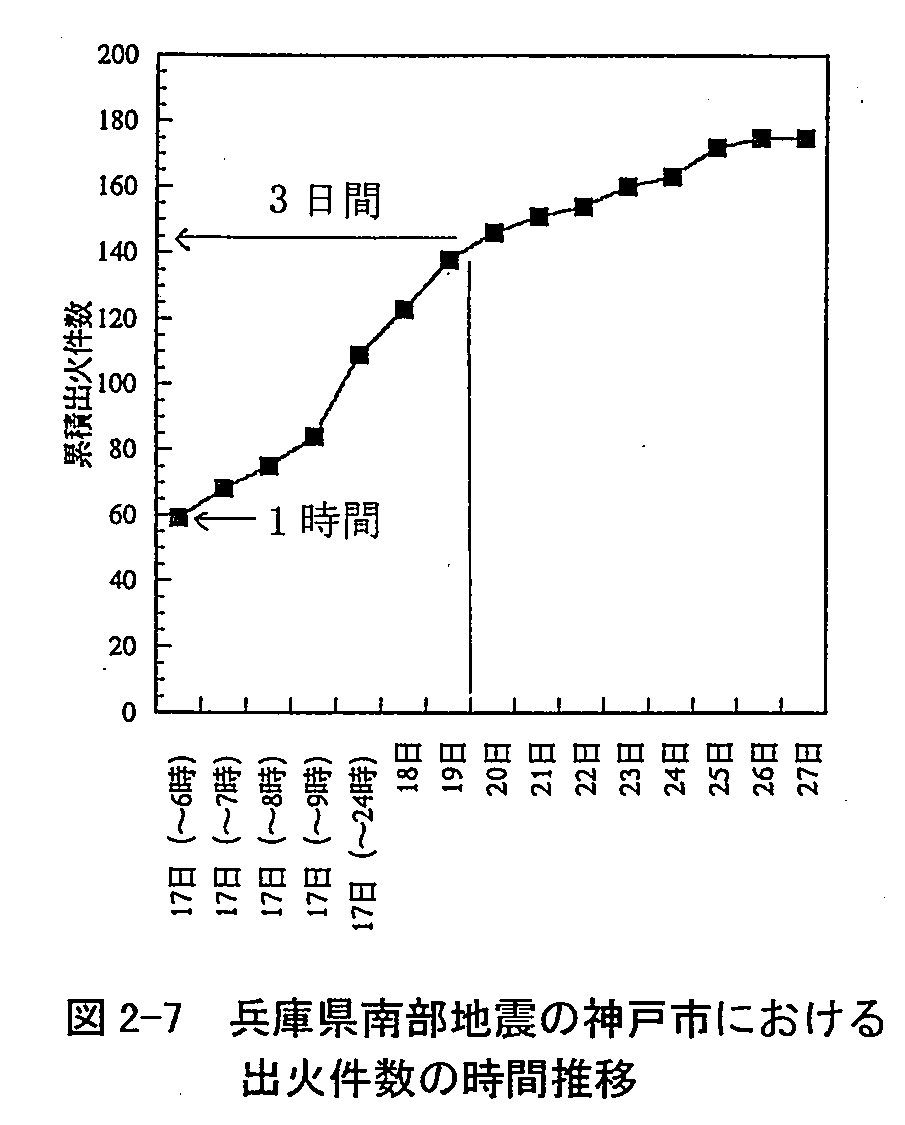 200
180
160
140
120
100
80
60
40
20
0
累積出火件数
3日間
1時間
17日（～6時）
17日（～7時）
17日（～8時）
17日（～9時）
17日（～24時）
18日
19日
20日
21日
22日
23日
24日
25日
26日
27日
図2-7　兵庫県南部地震の神戸市における
出火件数の時間推移